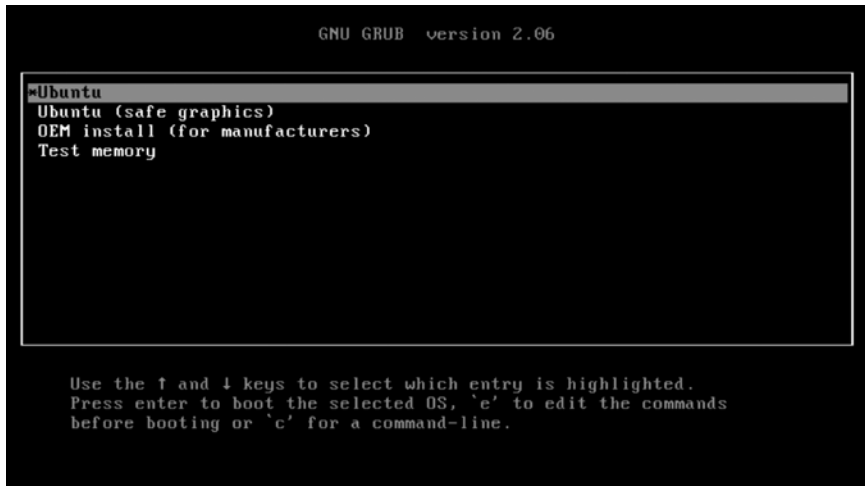 GNU GRUB  version 2.06
*Ubuntu
Ubuntu (safe graphics)
OEM install (for manufacturers)
Test memory
Use the ↑ and ↓ keys to select which entry is highlighted.
Press enter to boot the selected OS, `e' to edit the commands
before booting or `c' for a command-line.